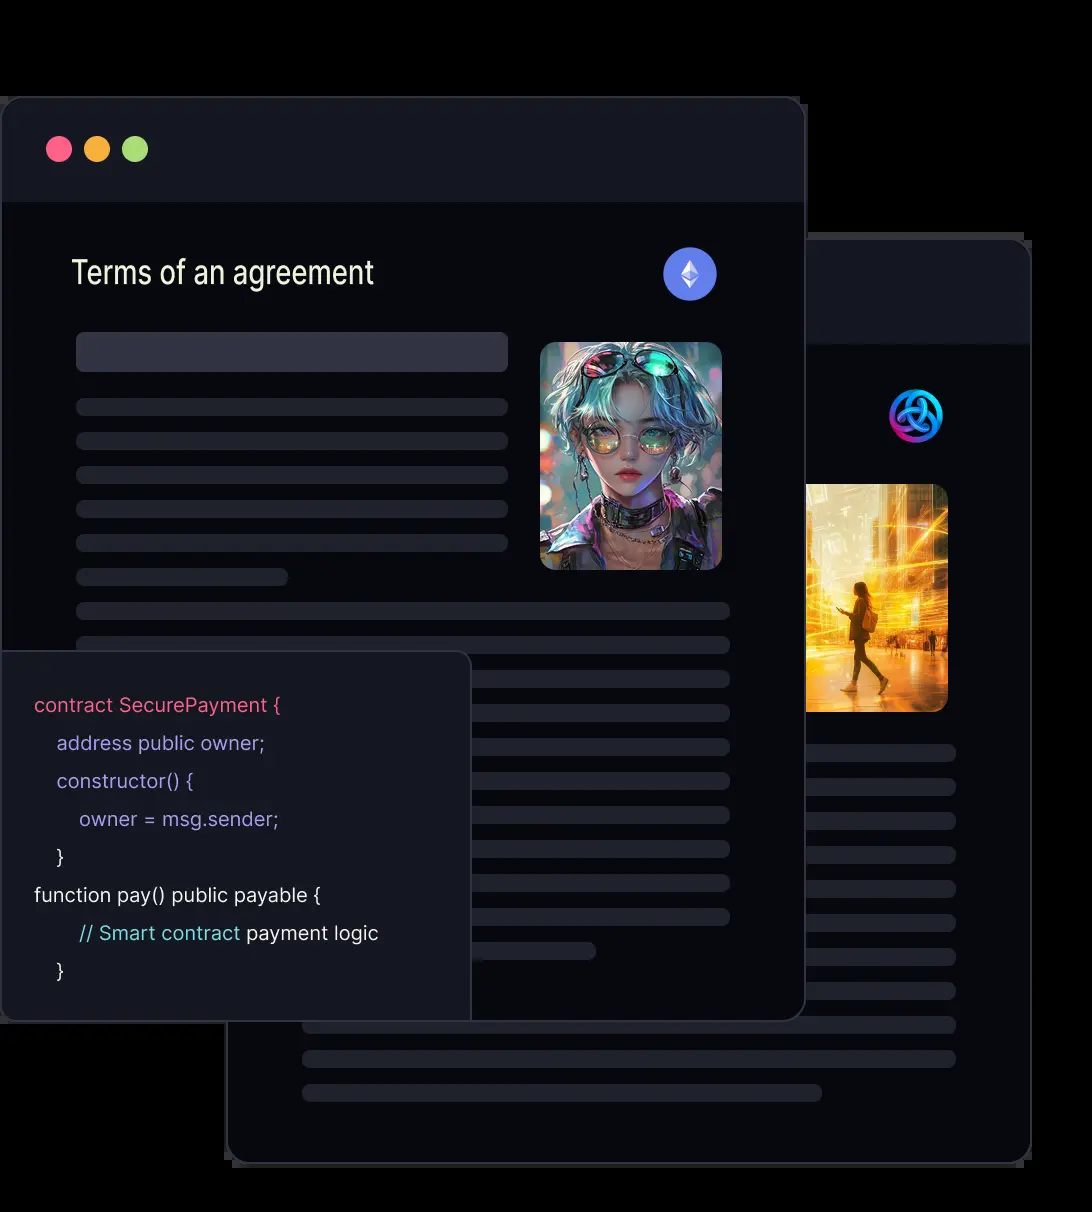 Terms of an agreement
contract SecurePayment {
address public owner;
constructor() {
owner = msg.sender;
}
function pay() public payable {
// Smart contract payment logic
}